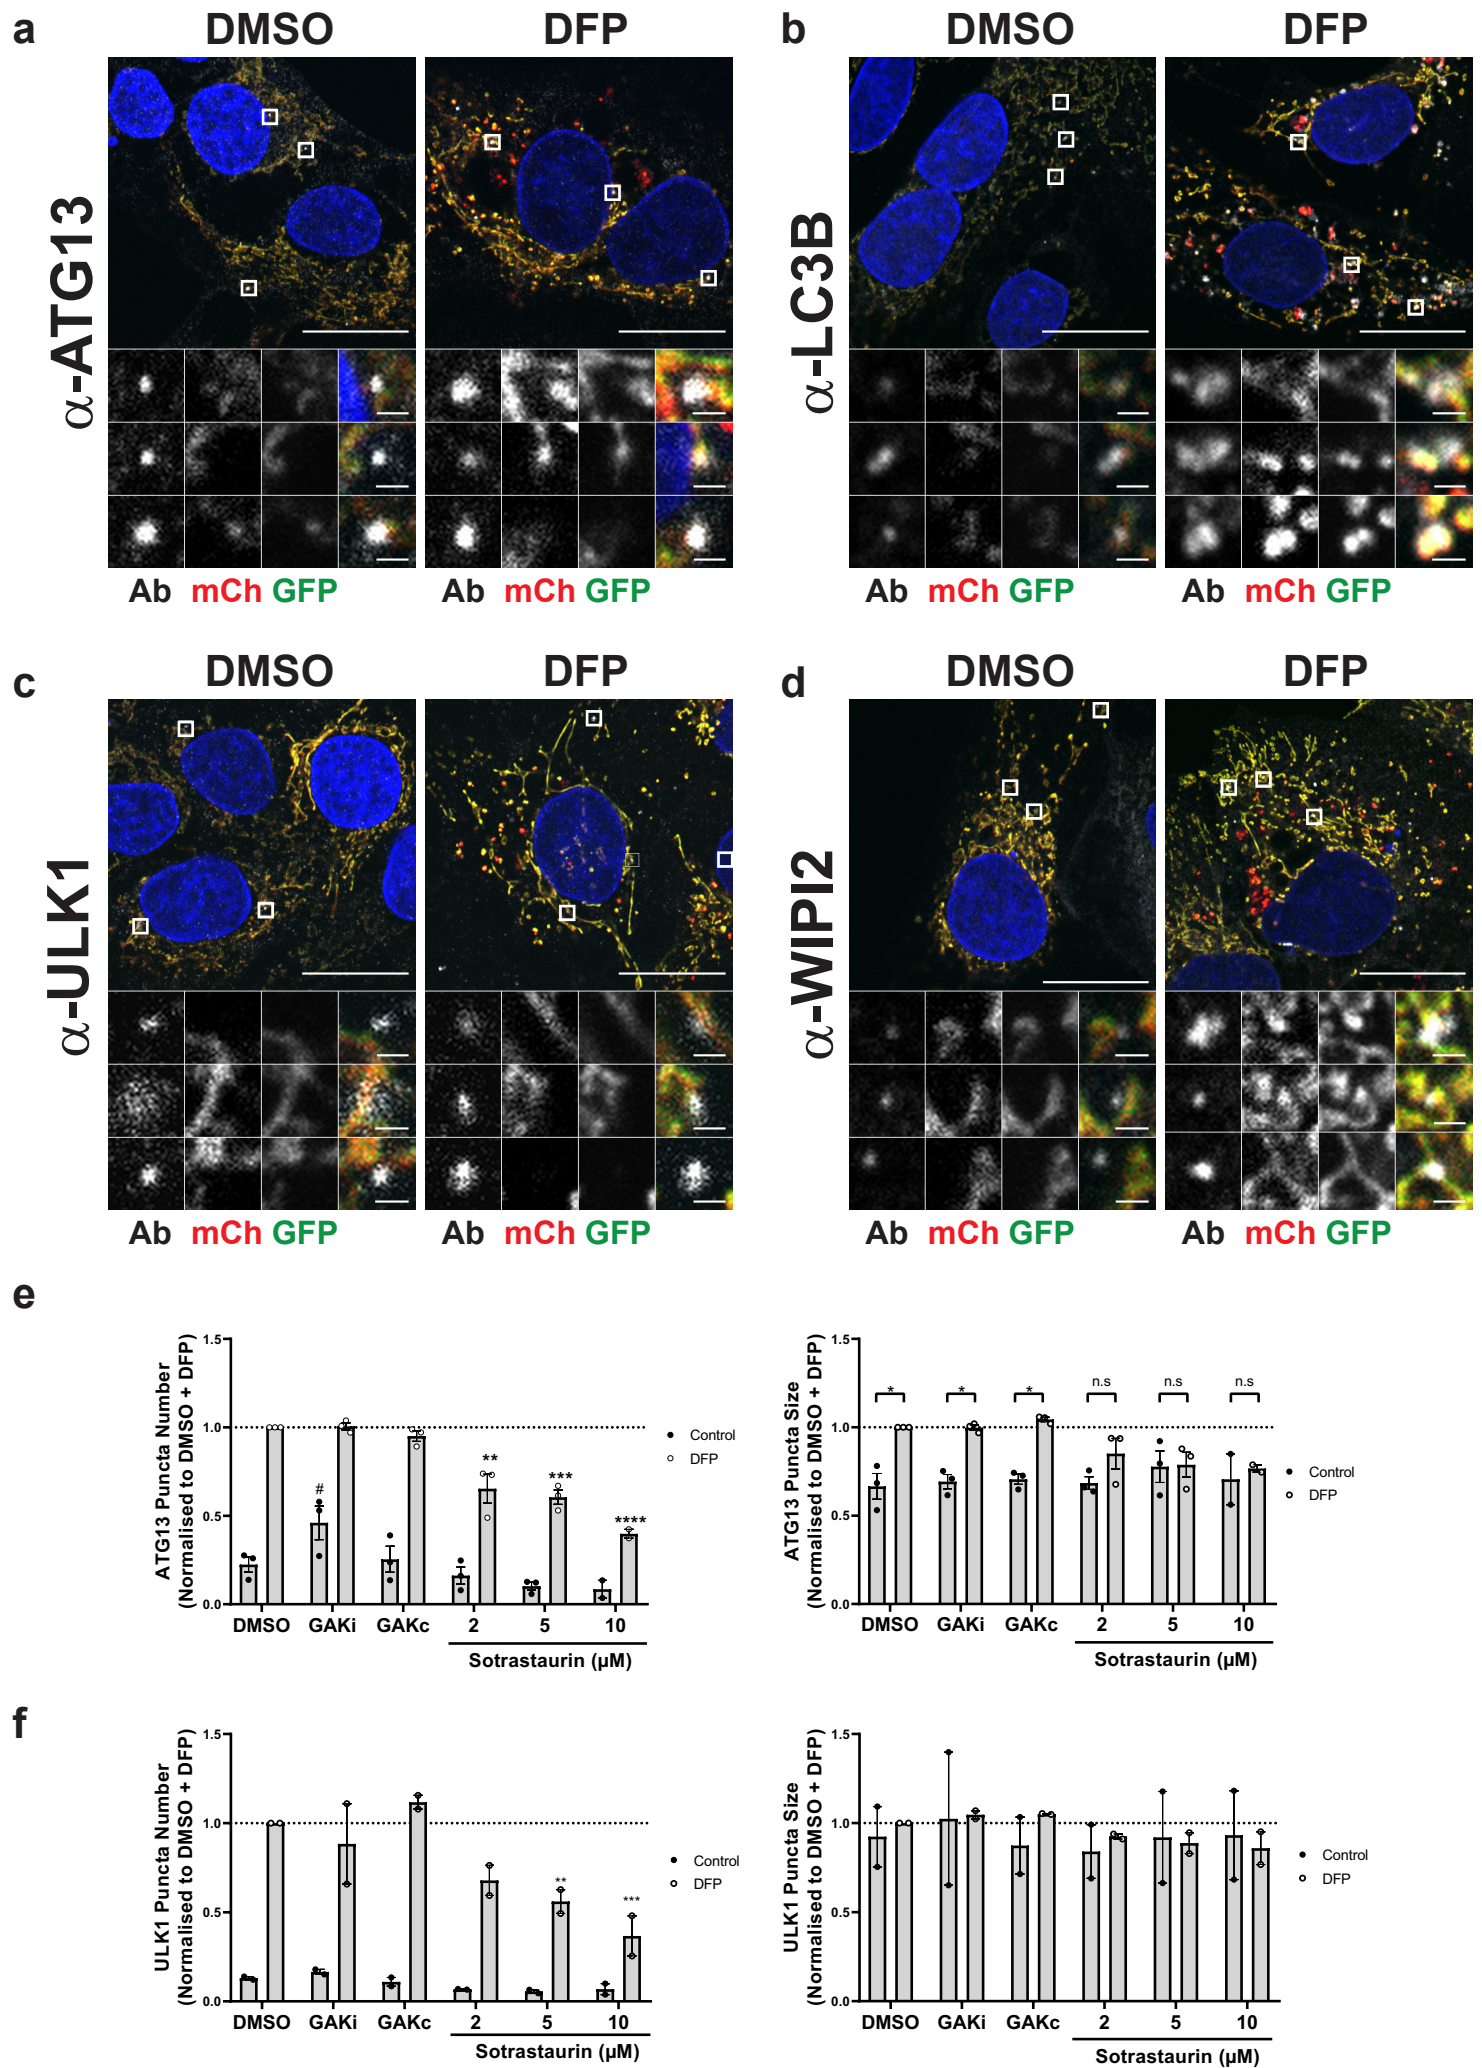 a
DMSO
DFP
α-ATG13
Ab mCh GFP
Ab mCh GFP
b
DMSO
DFP
α-LC3B
Ab mCh GFP
Ab mCh GFP
c
DMSO
DFP
α-ULK1
Ab mCh GFP
Ab mCh GFP
d
DMSO
DFP
α-WIPI2
Ab mCh GFP
Ab mCh GFP
e
ATG13 Puncta Number
(Normalised to DMSO + DFP)
1.5
1.0
0.5
0.0
#
**
***
****
Control
DFP
DMSO GAKi GAKc 2 5 10
Sotrastaurin (µM)
ATG13 Puncta Size
(Normalised to DMSO + DFP)
1.5
1.0
0.5
0.0
* * * n.s n.s n.s
Control
DFP
DMSO GAKi GAKc 2 5 10
Sotrastaurin (µM)
f
ULK1 Puncta Number
(Normalised to DMSO + DFP)
1.5
1.0
0.5
0.0
**
***
Control
DFP
DMSO GAKi GAKc 2 5 10
Sotrastaurin (µM)
ULK1 Puncta Size
(Normalised to DMSO + DFP)
1.5
1.0
0.5
0.0
Control
DFP
DMSO GAKi GAKc 2 5 10
Sotrastaurin (µM)